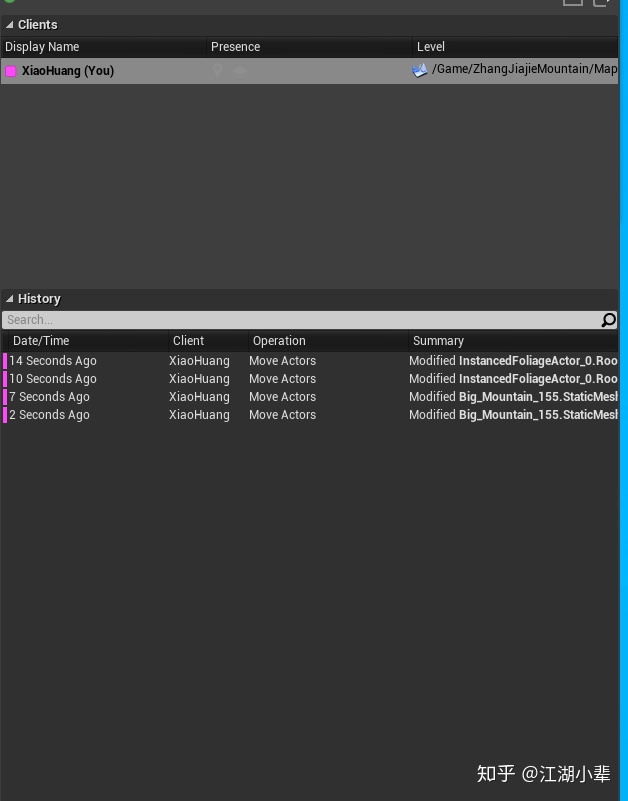 Clients
Display Name Presence Level
XiaoHuang (You) /Game/ZhangJiajieMountain/Map
History
Search...
Date/Time Client Operation Summary
14 Seconds Ago XiaoHuang Move Actors Modified InstancedFoliageActor_0.Roo
10 Seconds Ago XiaoHuang Move Actors Modified InstancedFoliageActor_0.Roo
7 Seconds Ago XiaoHuang Move Actors Modified Big_Mountain_155.StaticMesh
2 Seconds Ago XiaoHuang Move Actors Modified Big_Mountain_155.StaticMesh
知乎 @江湖小辈